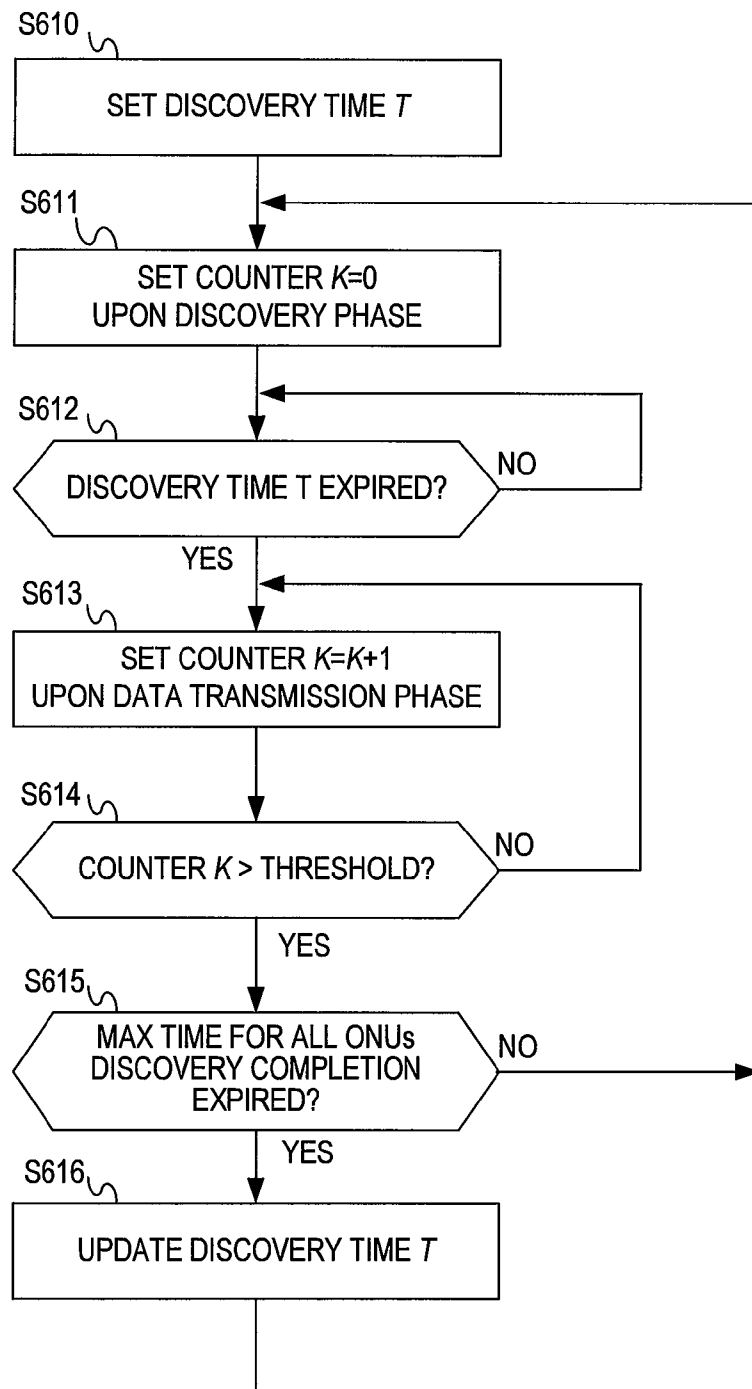 S610
SET DISCOVERY TIME T
S611
SET COUNTER K=0
UPON DISCOVERY PHASE
S612
DISCOVERY TIME T EXPIRED?
NO
YES
S613
SET COUNTER K=K+1
UPON DATA TRANSMISSION PHASE
S614
COUNTER K > THRESHOLD?
NO
YES
S615
MAX TIME FOR ALL ONUs
DISCOVERY COMPLETION
EXPIRED?
NO
YES
S616
UPDATE DISCOVERY TIME T